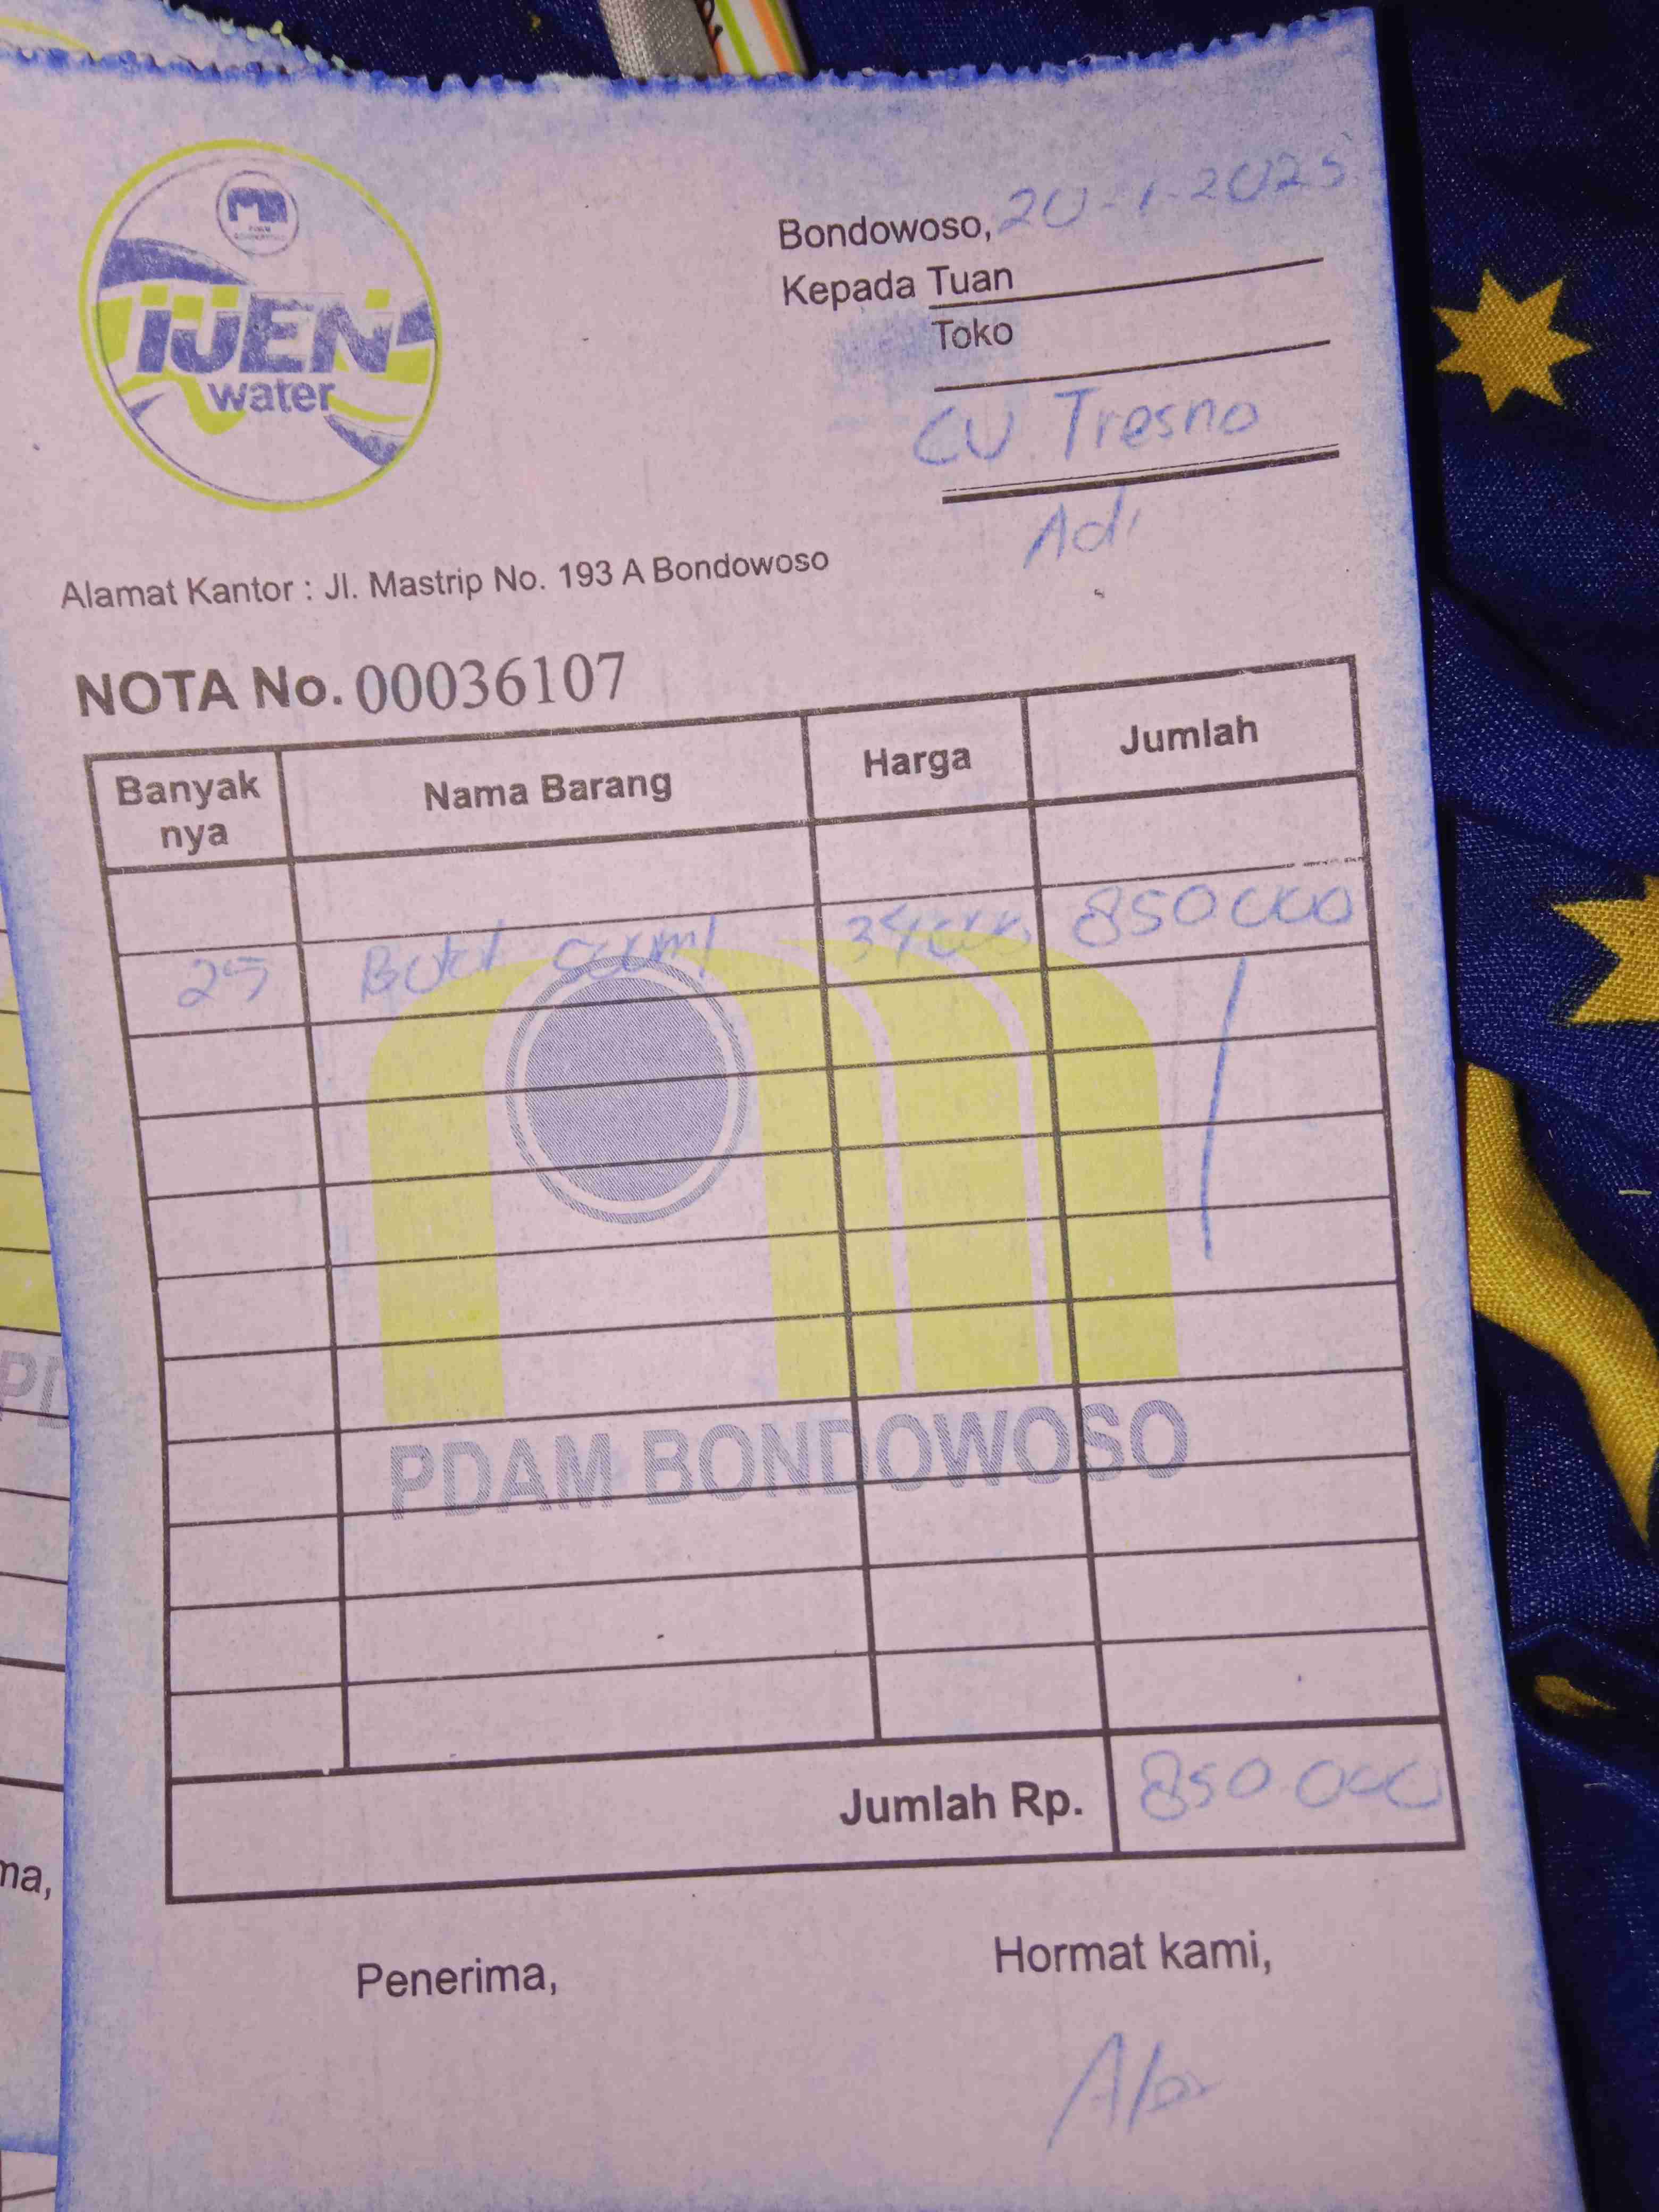 IJEN
water
Bondowoso, 20-1-2025
Kepada Tuan
Toko
CV Tresno
Adi
Alamat Kantor : Jl. Mastrip No. 193 A Bondowoso
NOTA No. 00036107
Banyak nya Nama Barang Harga Jumlah
25 Botol 500ml 34000 850000
PDAM BONDOWOSO
Jumlah Rp. 850 000
Penerima, Hormat kami,